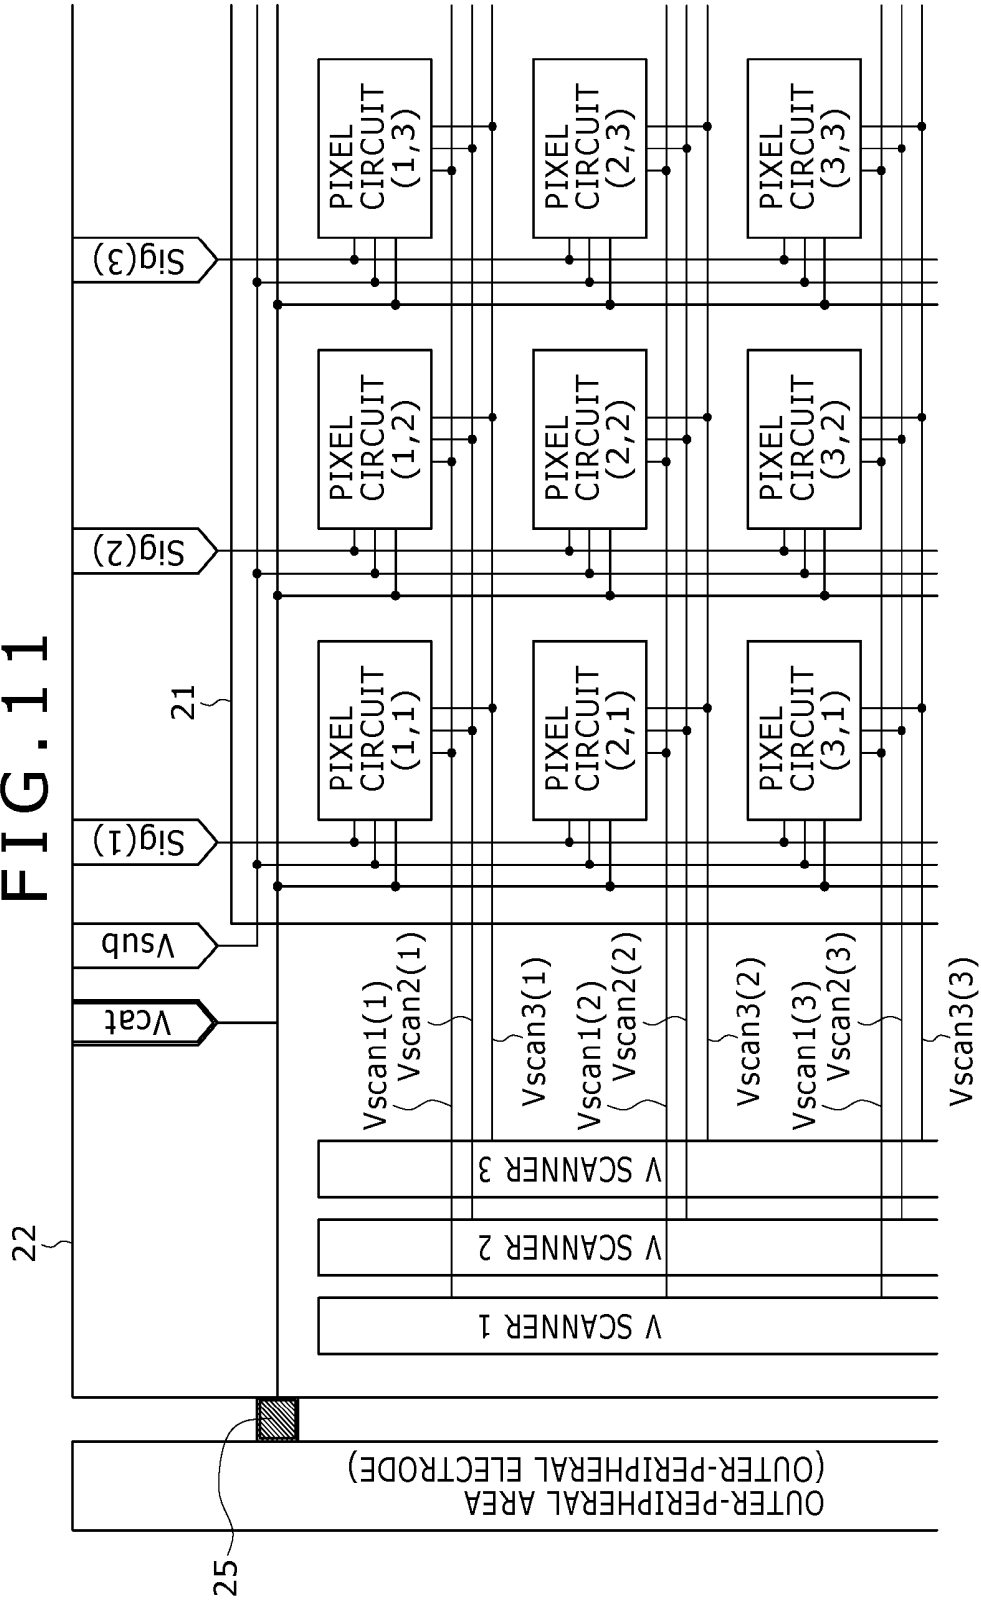 FIG.11
22
21
25
Vcat
Vsub
Sig(1)
Sig(2)
Sig(3)
OUTER-PERIPHERAL AREA
(OUTER-PERIPHERAL ELECTRODE)
V SCANNER 1
V SCANNER 2
V SCANNER 3
Vscan1(1)
Vscan2(1)
Vscan3(1)
PIXEL
CIRCUIT
(1,1)
PIXEL
CIRCUIT
(1,2)
PIXEL
CIRCUIT
(1,3)
Vscan1(2)
Vscan2(2)
Vscan3(2)
PIXEL
CIRCUIT
(2,1)
PIXEL
CIRCUIT
(2,2)
PIXEL
CIRCUIT
(2,3)
Vscan1(3)
Vscan2(3)
Vscan3(3)
PIXEL
CIRCUIT
(3,1)
PIXEL
CIRCUIT
(3,2)
PIXEL
CIRCUIT
(3,3)